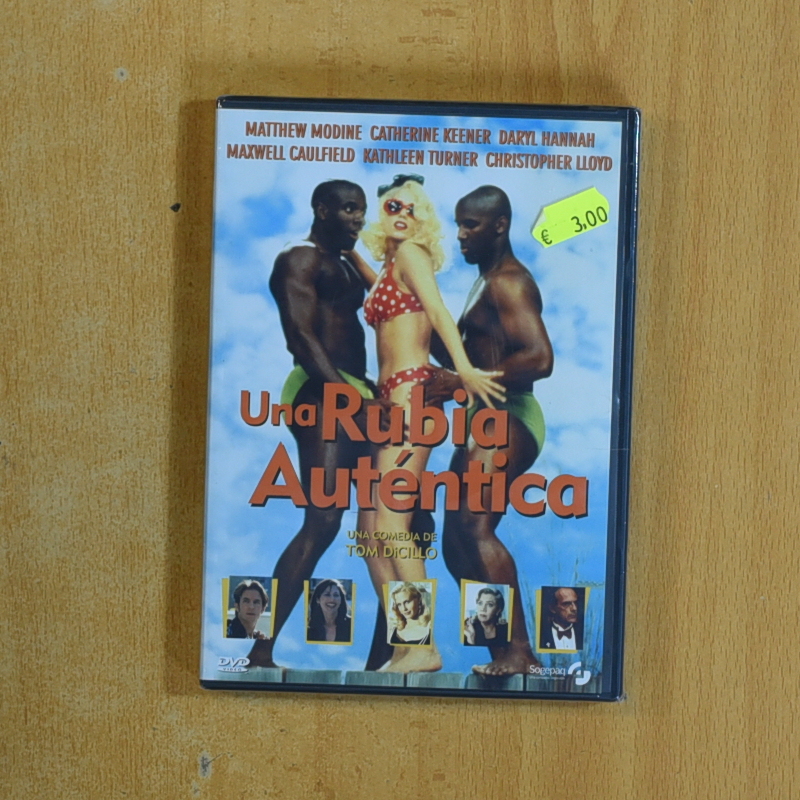 MATTHEW MODINE CATHERINE KEENER DARYL HANNAH
MAXWELL CAULFIELD KATHLEEN TURNER CHRISTOPHER LLOYD
€ 3,00
Una Rubia
Auténtica
UNA COMEDIA DE
TOM DiCILLO
DVD
VIDEO
Sogepaq